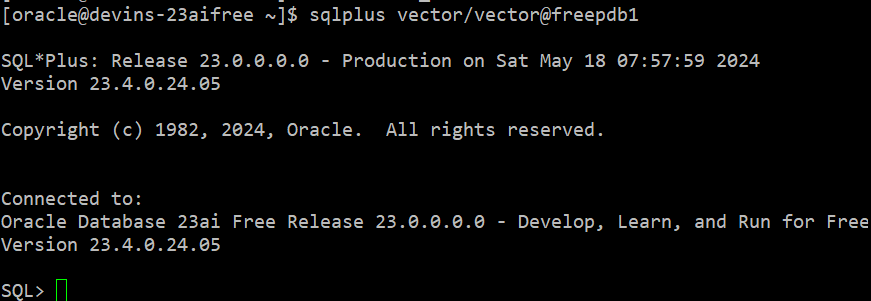 [oracle@devins-23aifree ~]$ sqlplus vector/vector@freepdb1
SQL*Plus: Release 23.0.0.0.0 - Production on Sat May 18 07:57:59 2024
Version 23.4.0.24.05
Copyright (c) 1982, 2024, Oracle.  All rights reserved.
Connected to:
Oracle Database 23ai Free Release 23.0.0.0.0 - Develop, Learn, and Run for Free
Version 23.4.0.24.05
SQL>